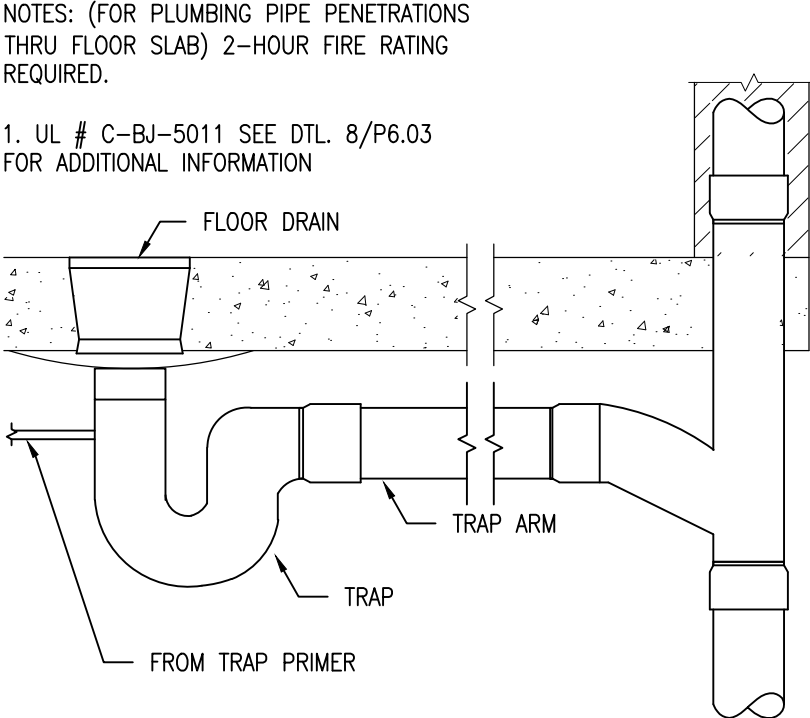 NOTES: (FOR PLUMBING PIPE PENETRATIONS
THRU FLOOR SLAB) 2-HOUR FIRE RATING
REQUIRED.
1. UL # C-BJ-5011 SEE DTL. 8/P6.03
FOR ADDITIONAL INFORMATION
FLOOR DRAIN
TRAP ARM
TRAP
FROM TRAP PRIMER